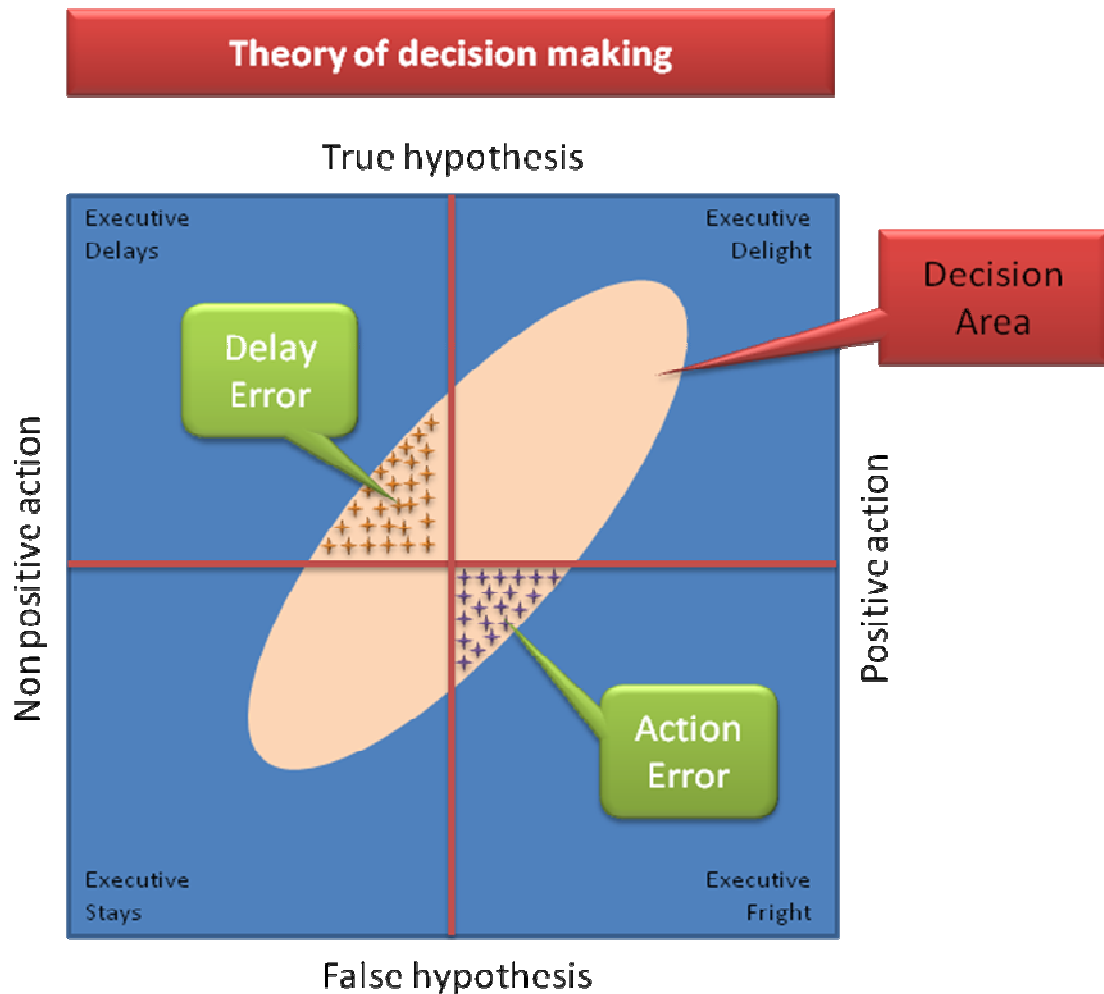 Theory of decision making
True hypothesis
Executive
Delays
Executive
Delight
Decision
Area
Delay
Error
Non positive action
Positive action
Action
Error
Executive
Stays
Executive
Fright
False hypothesis